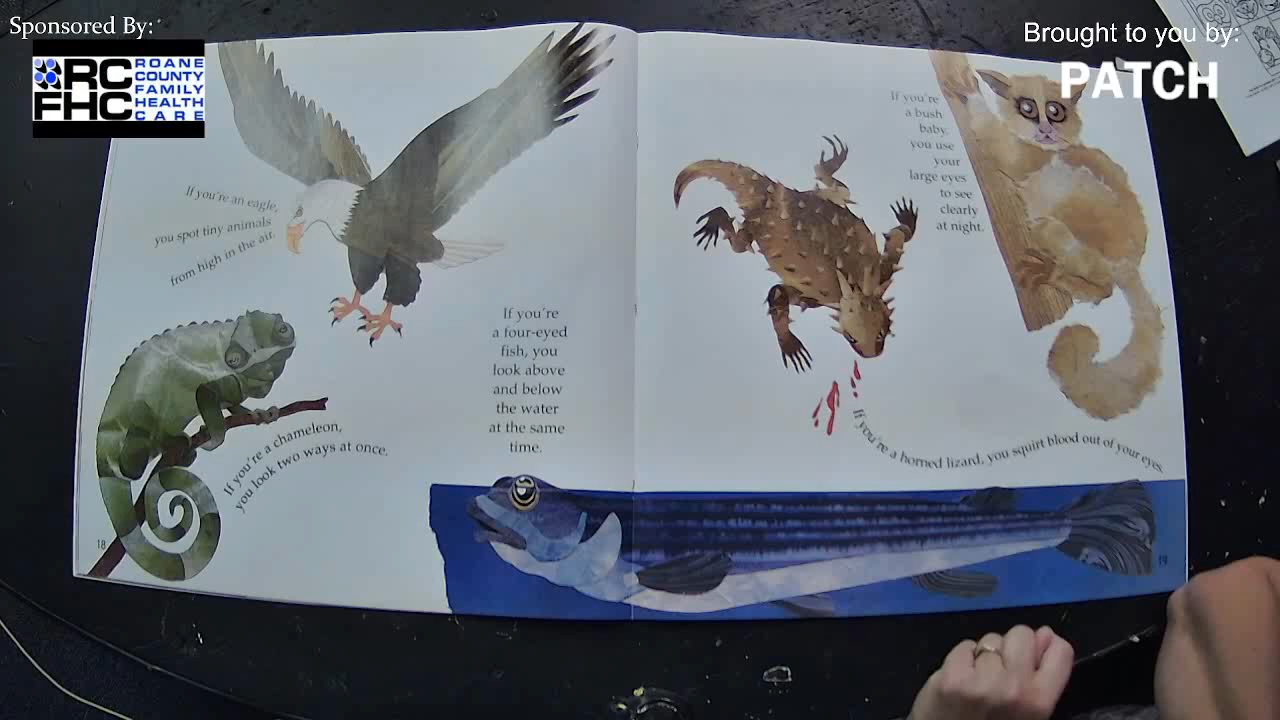 Sponsored By:
RC
FHC
ROANE
COUNTY
FAMILY
HEALTH
CARE
Brought to you by:
PATCH
If you're an eagle,
you spot tiny animals
from high in the air.
If you're a chameleon,
you look two ways at once.
If you're
a four-eyed
fish, you
look above
and below
the water
at the same
time.
18
If you're
a bush
baby,
you use
your
large eyes
to see
clearly
at night.
If you're a horned lizard, you squirt blood out of your eyes.
19